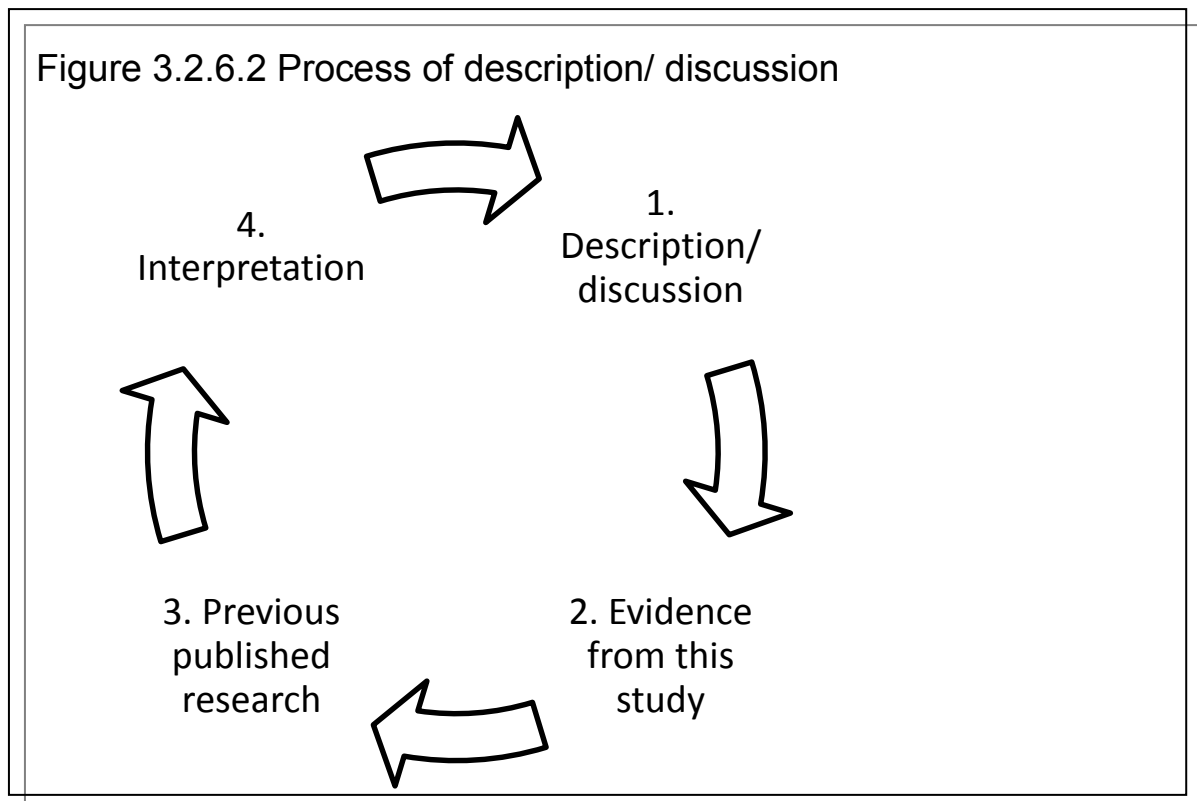 Figure 3.2.6.2 Process of description/ discussion
1.
Description/
discussion
2. Evidence
from this
study
3. Previous
published
research
4.
Interpretation